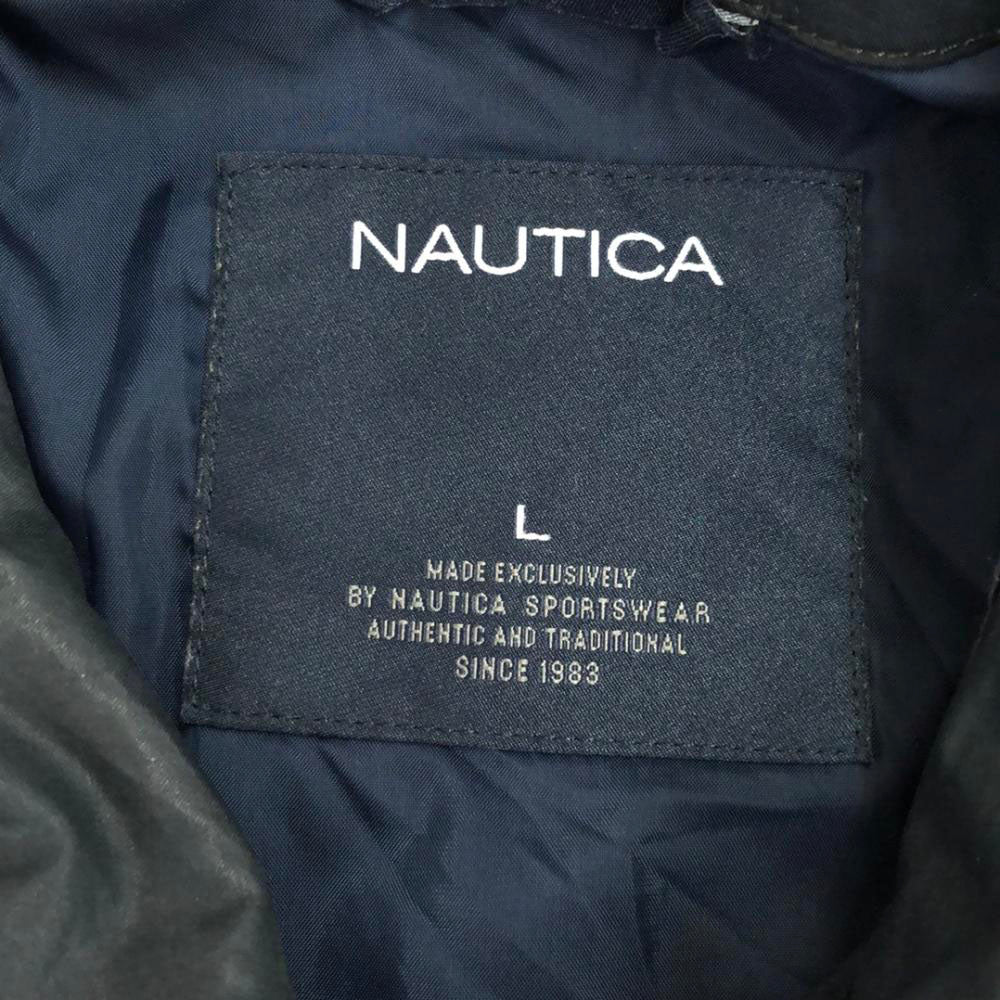 NAUTICA
L
MADE EXCLUSIVELY
BY NAUTICA SPORTSWEAR
AUTHENTIC AND TRADITIONAL
SINCE 1983